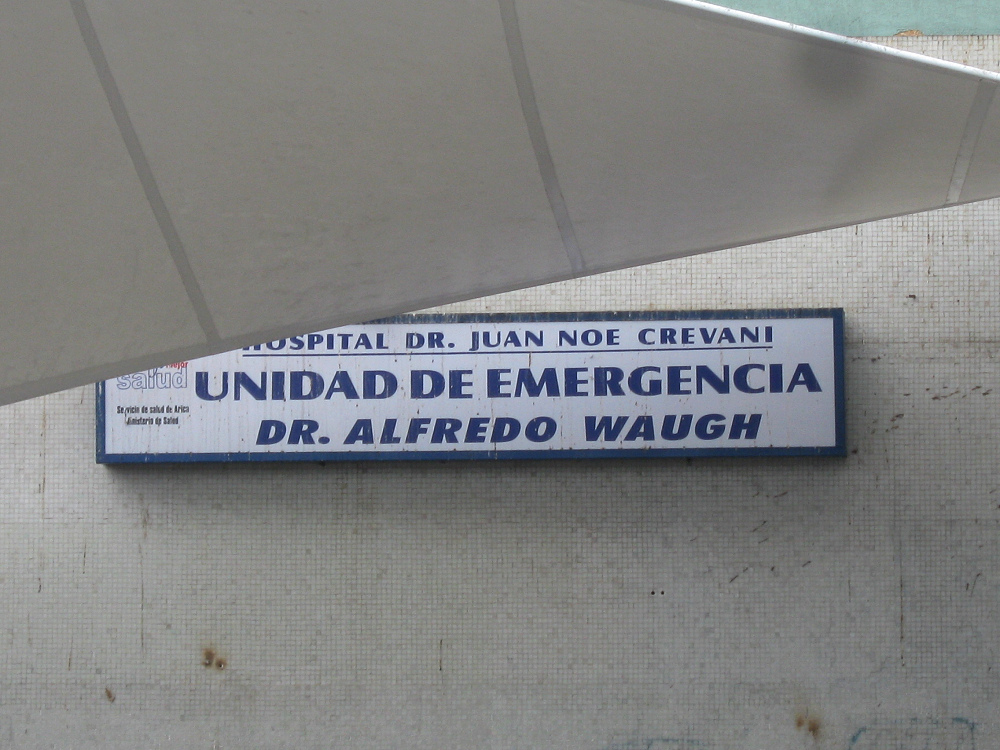 HOSPITAL DR. JUAN NOE CREVANI
salud
UNIDAD DE EMERGENCIA
Servicio de salud de Arica
Ministerio de Salud
DR. ALFREDO WAUGH